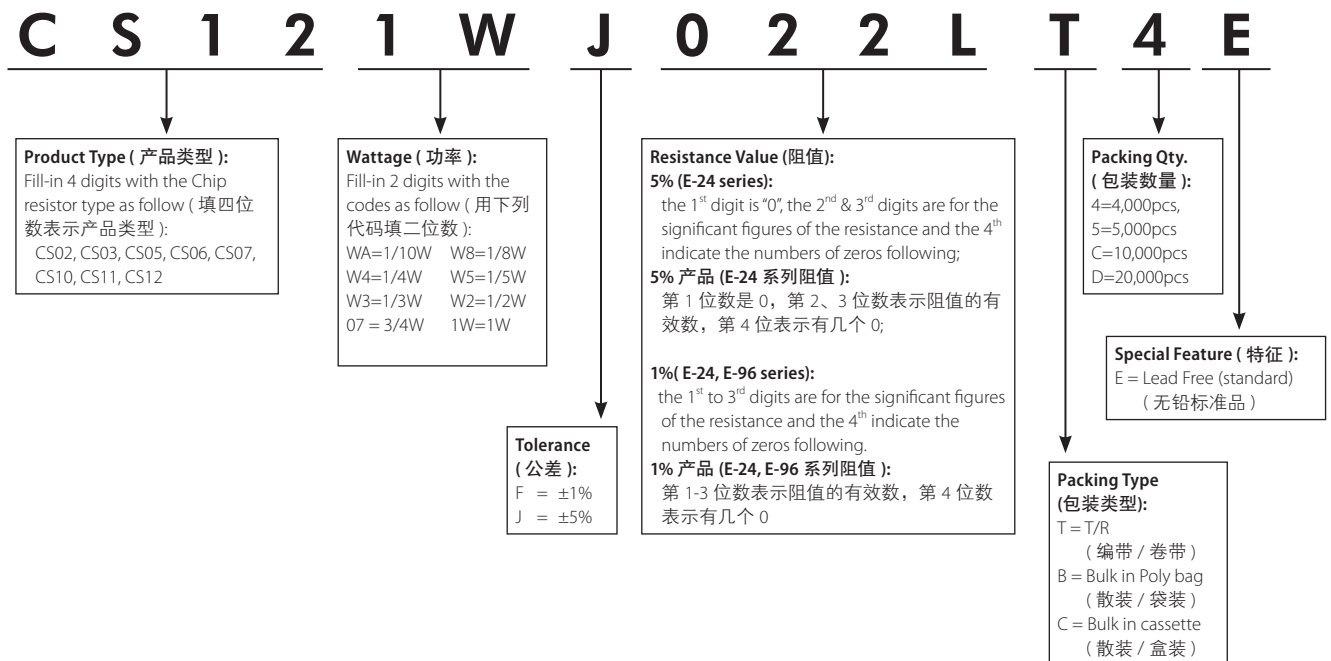 C S 1 2 1 W J 0 2 2 L T 4 E
Product Type ( 产品类型 ):
Fill-in 4 digits with the Chip
resistor type as follow ( 填四位
数表示产品类型 ):
CS02, CS03, CS05, CS06, CS07,
CS10, CS11, CS12
Wattage ( 功率 ):
Fill-in 2 digits with the
codes as follow ( 用下列
代码填二位数 ):
WA=1/10W W8=1/8W
W4=1/4W W5=1/5W
W3=1/3W W2=1/2W
07 = 3/4W 1W=1W
Tolerance
( 公差 ):
F = ±1%
J = ±5%
Resistance Value (阻值):
5% (E-24 series):
the 1st digit is “0”, the 2nd & 3rd digits are for the
significant figures of the resistance and the 4th
indicate the numbers of zeros following;
5% 产品 (E-24 系列阻值 ):
第 1 位数是 0，第 2、3 位数表示阻值的有
效数，第 4 位表示有几个 0;
1%( E-24, E-96 series):
the 1st to 3rd digits are for the significant figures
of the resistance and the 4th indicate the
numbers of zeros following.
1% 产品 (E-24, E-96 系列阻值 ):
第 1-3 位数表示阻值的有效数，第 4 位数
表示有几个 0
Packing Qty.
( 包装数量 ):
4=4,000pcs,
5=5,000pcs
C=10,000pcs
D=20,000pcs
Special Feature ( 特征 ):
E = Lead Free (standard)
( 无铅标准品 )
Packing Type
(包装类型):
T = T/R
( 编带 / 卷带 )
B = Bulk in Poly bag
( 散装 / 袋装 )
C = Bulk in cassette
( 散装 / 盒装 )